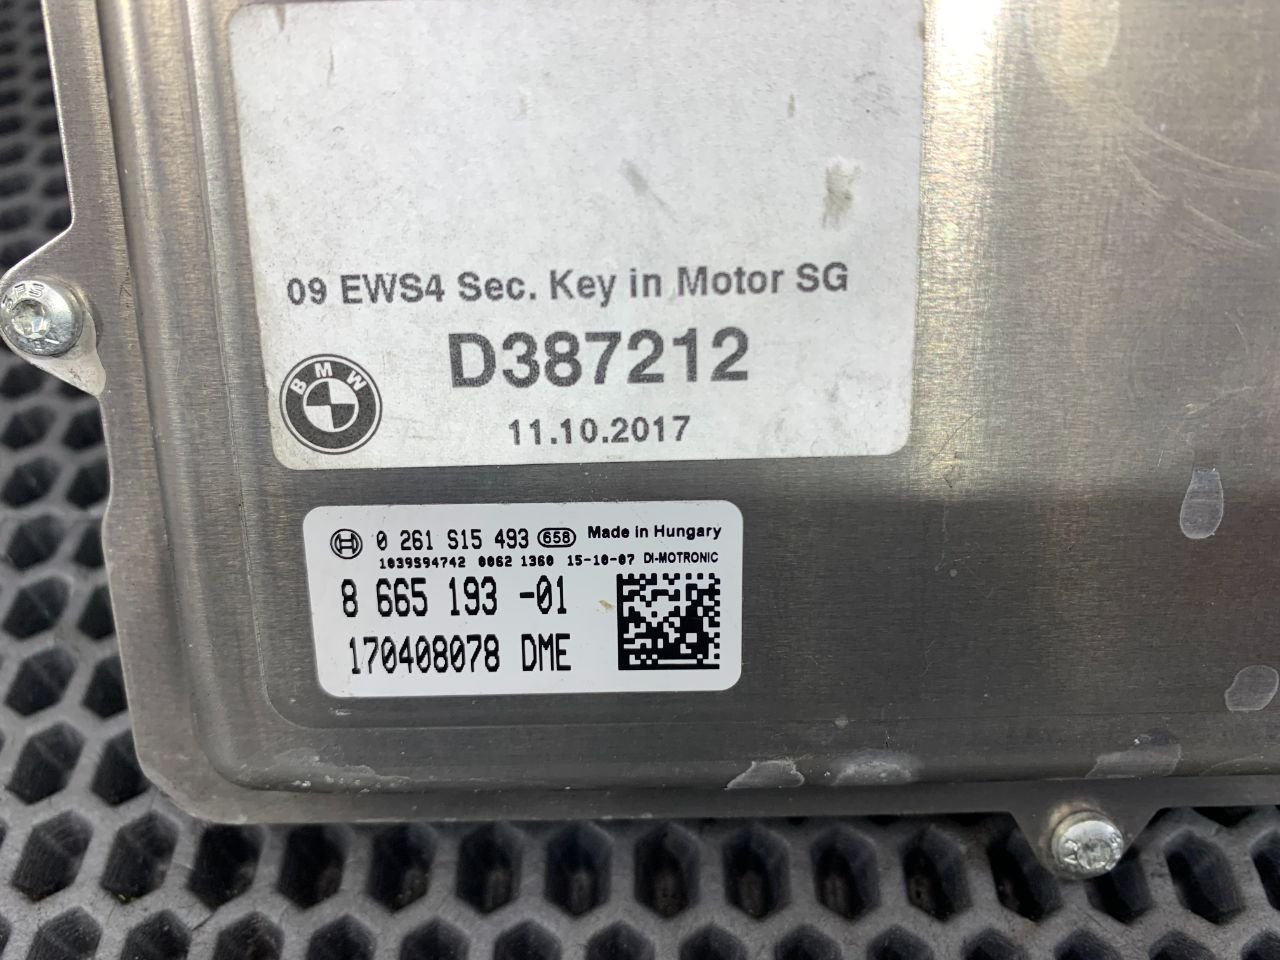 09 EWS4 Sec. Key in Motor SG
D387212
BMW
11.10.2017
0 261 S15 493 658 Made in Hungary
1039S94742 0062 1360 15-10-07 DI-MOTRONIC
8 665 193 -01
170408078 DME